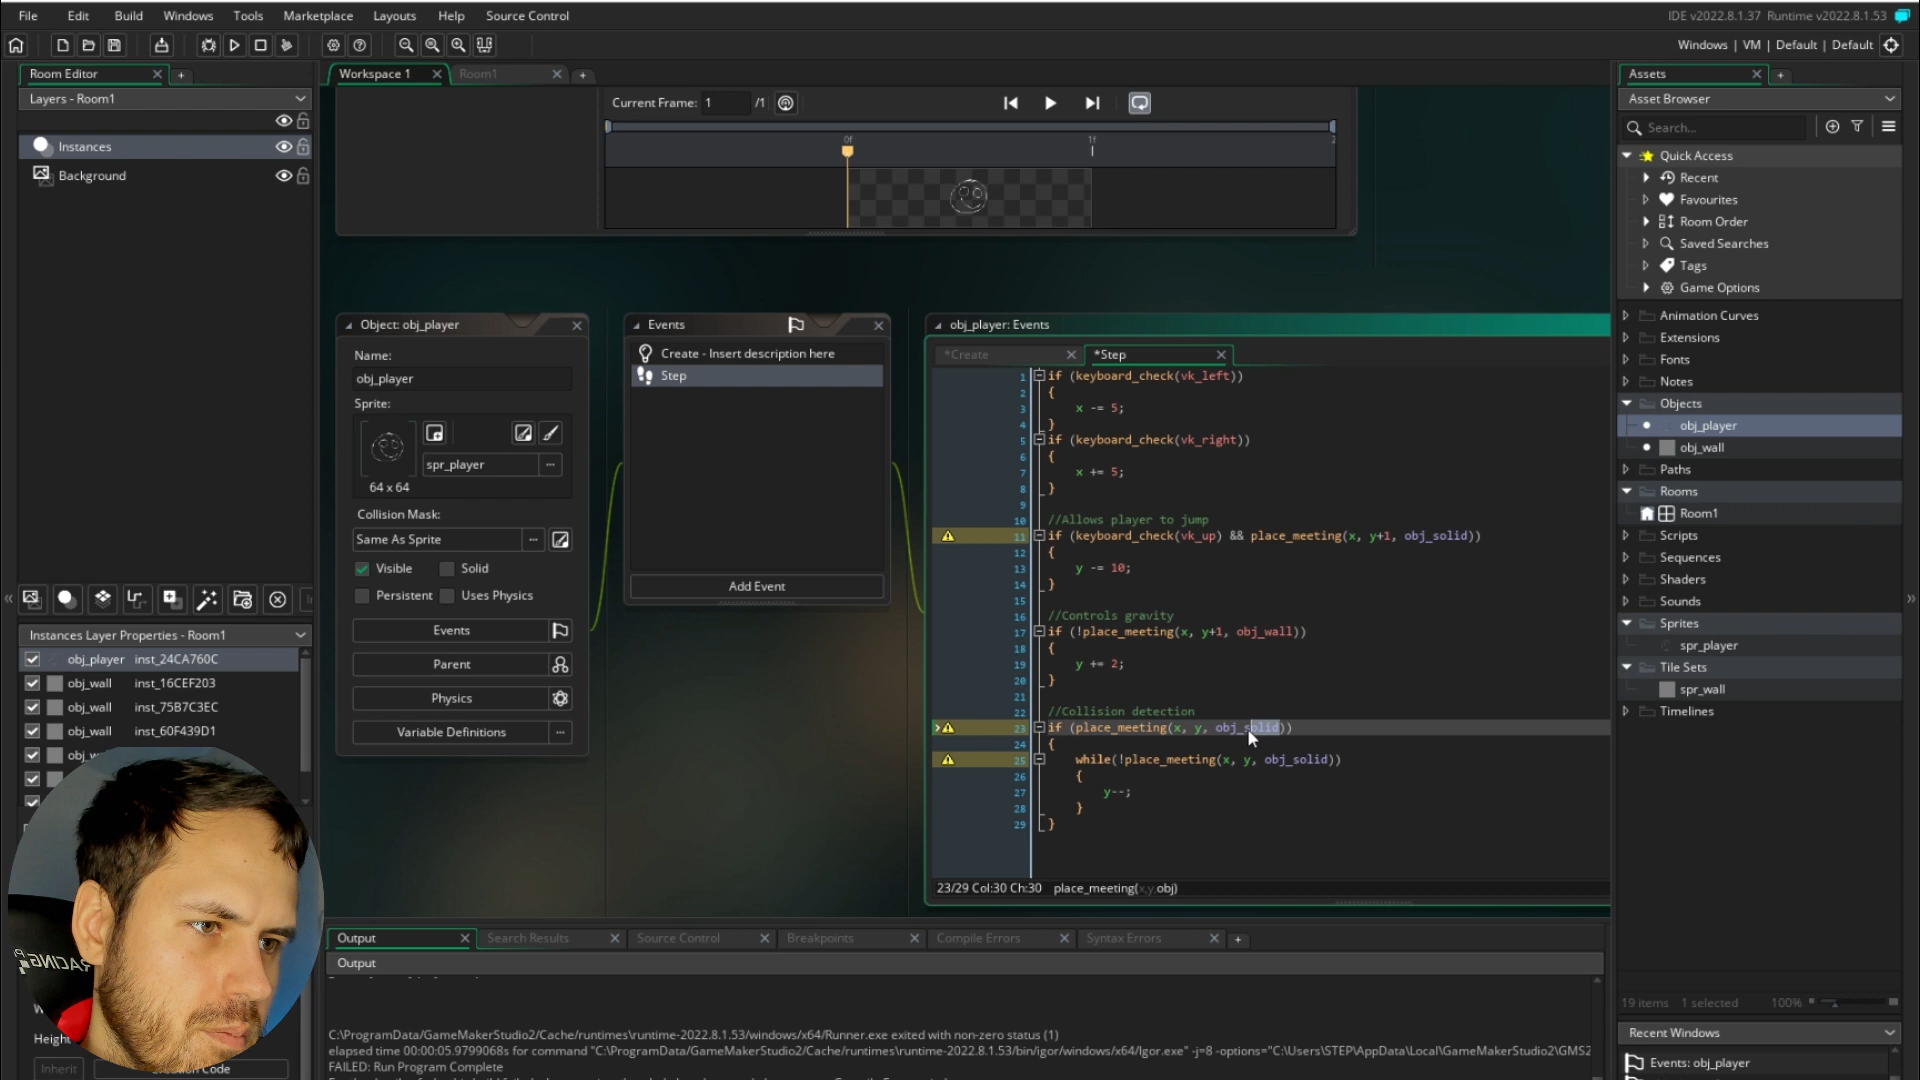 File Edit Build Windows Tools Marketplace Layouts Help Source Control
IDE v2022.8.1.37 Runtime v2022.8.1.53
Windows | VM | Default | Default
Room Editor
Layers - Room1
Instances
Background
Workspace 1
Room1
Current Frame: 1 /1
0f
1f
2
Object: obj_player
Name:
obj_player
Sprite:
spr_player
64 x 64
Collision Mask:
Same As Sprite
Visible Solid
Persistent Uses Physics
Events
Parent
Physics
Variable Definitions
Events
Create - Insert description here
Step
Add Event
obj_player: Events
*Create
*Step
1 if (keyboard_check(vk_left))
2 {
3 x -= 5;
4 }
5 if (keyboard_check(vk_right))
6 {
7 x += 5;
8 }
9
10 //Allows player to jump
11 if (keyboard_check(vk_up) && place_meeting(x, y+1, obj_solid))
12 {
13 y -= 10;
14 }
15
16 //Controls gravity
17 if (!place_meeting(x, y+1, obj_wall))
18 {
19 y += 2;
20 }
21
22 //Collision detection
23 if (place_meeting(x, y, obj_solid))
24 {
25 while(!place_meeting(x, y, obj_solid))
26 {
27 y--;
28 }
29 }
23/29 Col:30 Ch:30 place_meeting(x,y,obj)
Instances Layer Properties - Room1
obj_player inst_24CA760C
obj_wall inst_16CEF203
obj_wall inst_75B7C3EC
obj_wall inst_60F439D1
Inherit
RACING
Output
Search Results
Source Control
Breakpoints
Compile Errors
Syntax Errors
Output
C:\ProgramData/GameMakerStudio2/Cache/runtimes\runtime-2022.8.1.53/windows/x64/Runner.exe exited with non-zero status (1)
elapsed time 00:00:05.9799068s for command "C:\ProgramData/GameMakerStudio2/Cache/runtimes\runtime-2022.8.1.53/bin/igor/windows/x64/Igor.exe" -j=8 -options="C:\Users\STEP\AppData\Local\GameMakerStudio2\GMS2
FAILED: Run Program Complete
Assets
Asset Browser
Search...
Quick Access
Recent
Favourites
Room Order
Saved Searches
Tags
Game Options
Animation Curves
Extensions
Fonts
Notes
Objects
obj_player
obj_wall
Paths
Rooms
Room1
Scripts
Sequences
Shaders
Sounds
Sprites
spr_player
Tile Sets
spr_wall
Timelines
19 items 1 selected 100%
Recent Windows
Events: obj_player